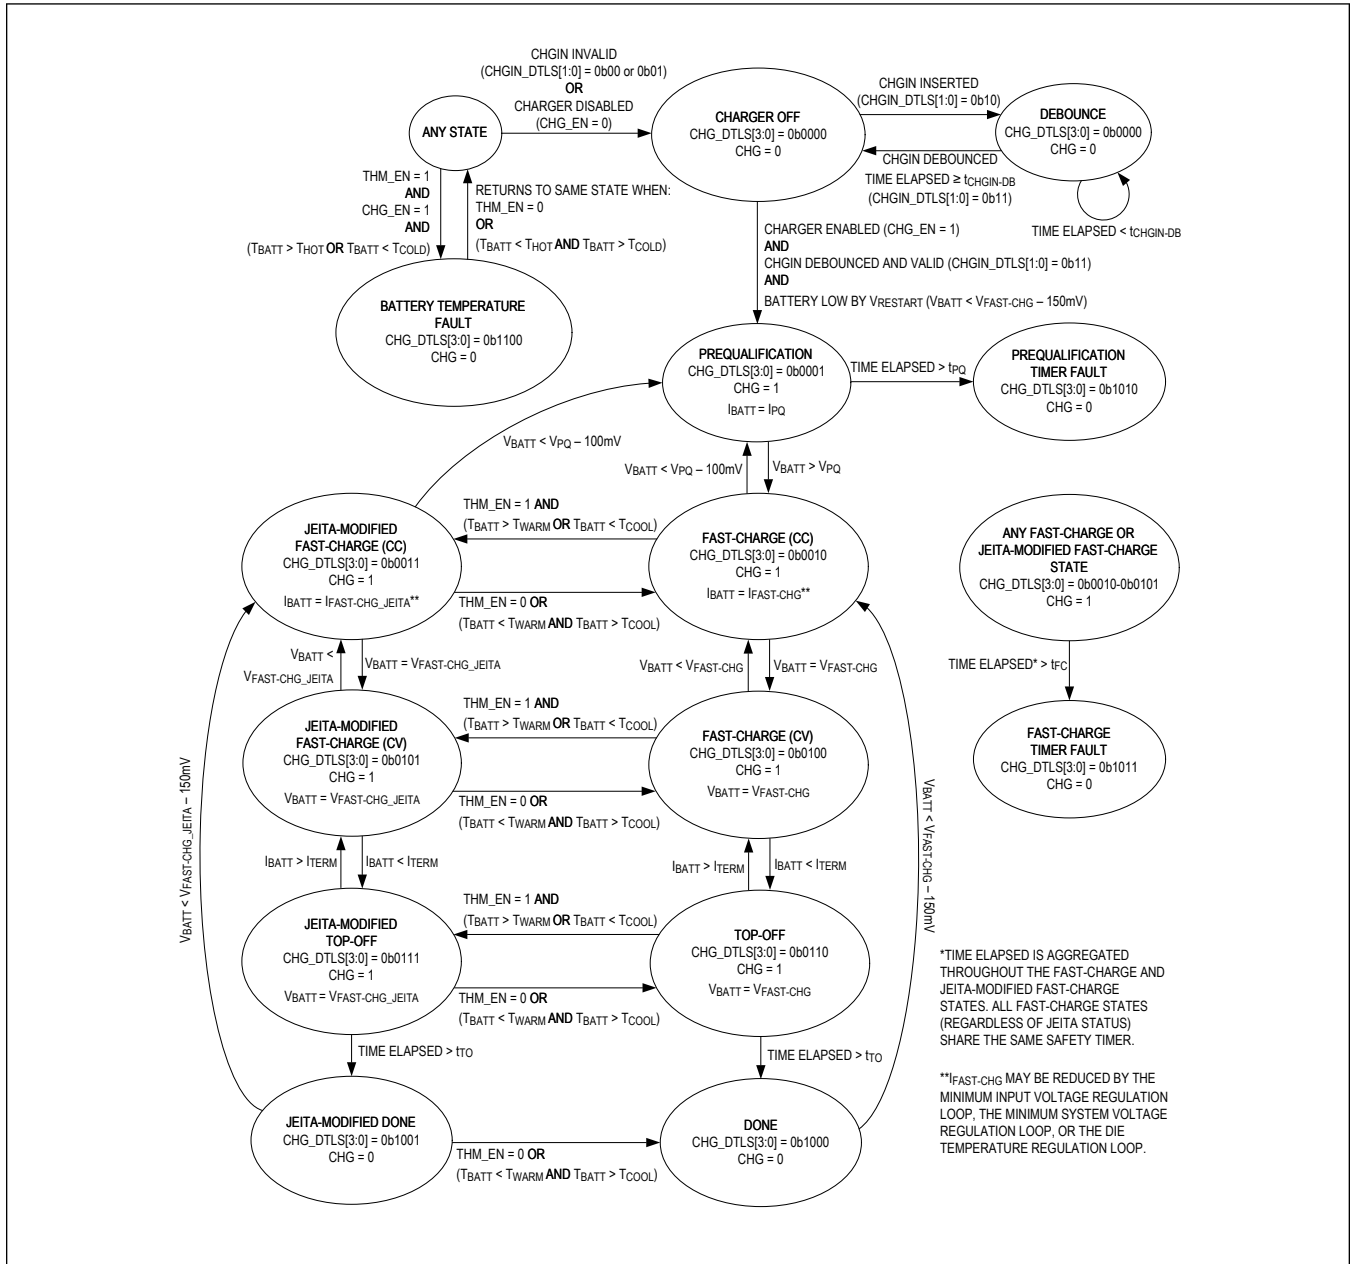 CHGIN INVALID
(CHGIN_DTLS[1:0] = 0b00 or 0b01)
OR
CHARGER DISABLED
(CHG_EN = 0)
ANY STATE
CHARGER OFF
CHG_DTLS[3:0] = 0b0000
CHG = 0
CHGIN INSERTED
(CHGIN_DTLS[1:0] = 0b10)
DEBOUNCE
CHG_DTLS[3:0] = 0b0000
CHG = 0
CHGIN DEBOUNCED
TIME ELAPSED ≥ tCHGIN-DB
(CHGIN_DTLS[1:0] = 0b11)
TIME ELAPSED < tCHGIN-DB
THM_EN = 1
AND
CHG_EN = 1
AND
(TBATT > THOT OR TBATT < TCOLD)
RETURNS TO SAME STATE WHEN:
THM_EN = 0
OR
(TBATT < THOT AND TBATT > TCOLD)
BATTERY TEMPERATURE
FAULT
CHG_DTLS[3:0] = 0b1100
CHG = 0
CHARGER ENABLED (CHG_EN = 1)
AND
CHGIN DEBOUNCED AND VALID (CHGIN_DTLS[1:0] = 0b11)
AND
BATTERY LOW BY VRESTART (VBATT < VFAST-CHG – 150mV)
PREQUALIFICATION
CHG_DTLS[3:0] = 0b0001
CHG = 1
IBATT = IPQ
TIME ELAPSED > tPQ
PREQUALIFICATION
TIMER FAULT
CHG_DTLS[3:0] = 0b1010
CHG = 0
VBATT < VPQ – 100mV
VBATT < VPQ – 100mV
VBATT > VPQ
JEITA-MODIFIED
FAST-CHARGE (CC)
CHG_DTLS[3:0] = 0b0011
CHG = 1
IBATT = IFAST-CHG_JEITA**
THM_EN = 1 AND
(TBATT > TWARM OR TBATT < TCOOL)
THM_EN = 0 OR
(TBATT < TWARM AND TBATT > TCOOL)
FAST-CHARGE (CC)
CHG_DTLS[3:0] = 0b0010
CHG = 1
IBATT = IFAST-CHG**
ANY FAST-CHARGE OR
JEITA-MODIFIED FAST-CHARGE
STATE
CHG_DTLS[3:0] = 0b0010-0b0101
CHG = 1
VBATT <
VFAST-CHG_JEITA
VBATT = VFAST-CHG_JEITA
VBATT < VFAST-CHG
VBATT = VFAST-CHG
TIME ELAPSED* > tFC
JEITA-MODIFIED
FAST-CHARGE (CV)
CHG_DTLS[3:0] = 0b0101
CHG = 1
VBATT = VFAST-CHG_JEITA
THM_EN = 1 AND
(TBATT > TWARM OR TBATT < TCOOL)
THM_EN = 0 OR
(TBATT < TWARM AND TBATT > TCOOL)
FAST-CHARGE (CV)
CHG_DTLS[3:0] = 0b0100
CHG = 1
VBATT = VFAST-CHG
FAST-CHARGE
TIMER FAULT
CHG_DTLS[3:0] = 0b1011
CHG = 0
VBATT < VFAST-CHG_JEITA – 150mV
VBATT < VFAST-CHG – 150mV
IBATT > ITERM
IBATT < ITERM
IBATT > ITERM
IBATT < ITERM
JEITA-MODIFIED
TOP-OFF
CHG_DTLS[3:0] = 0b0111
CHG = 1
VBATT = VFAST-CHG_JEITA
THM_EN = 1 AND
(TBATT > TWARM OR TBATT < TCOOL)
THM_EN = 0 OR
(TBATT < TWARM AND TBATT > TCOOL)
TOP-OFF
CHG_DTLS[3:0] = 0b0110
CHG = 1
VBATT = VFAST-CHG
TIME ELAPSED > tTO
TIME ELAPSED > tTO
JEITA-MODIFIED DONE
CHG_DTLS[3:0] = 0b1001
CHG = 0
THM_EN = 0 OR
(TBATT < TWARM AND TBATT > TCOOL)
DONE
CHG_DTLS[3:0] = 0b1000
CHG = 0
*TIME ELAPSED IS AGGREGATED
THROUGHOUT THE FAST-CHARGE AND
JEITA-MODIFIED FAST-CHARGE
STATES. ALL FAST-CHARGE STATES
(REGARDLESS OF JEITA STATUS)
SHARE THE SAME SAFETY TIMER.
**IFAST-CHG MAY BE REDUCED BY THE
MINIMUM INPUT VOLTAGE REGULATION
LOOP, THE MINIMUM SYSTEM VOLTAGE
REGULATION LOOP, OR THE DIE
TEMPERATURE REGULATION LOOP.